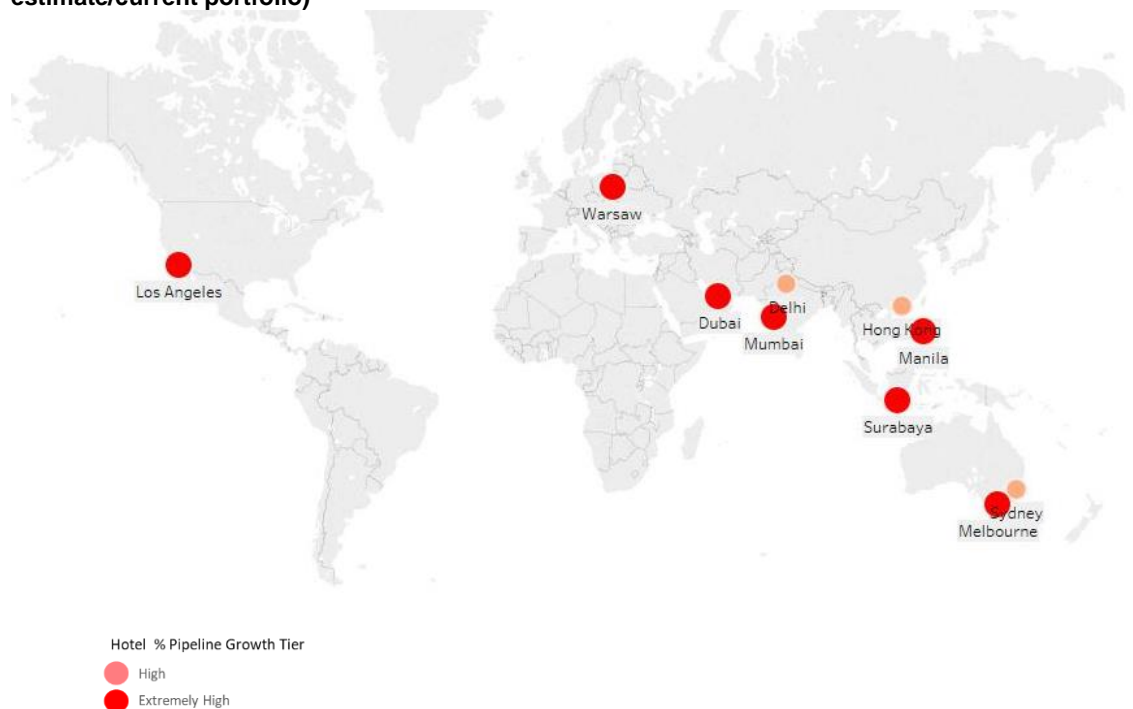 estimate/current portfolio)
Warsaw
Los Angeles
Delhi
Dubai
Hong Kong
Mumbai
Manila
Surabaya
Sydney
Melbourne
Hotel % Pipeline Growth Tier
High
Extremely High